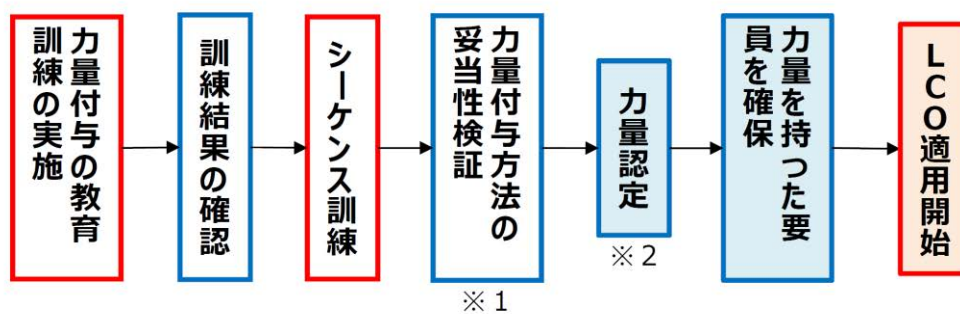 力量付与の教育
訓練の実施
訓練結果の確認
シーケンス訓練
力量付与方法の
妥当性検証
※１
力量認定
※２
力量を持つた要
員を確保
LCO適用開始